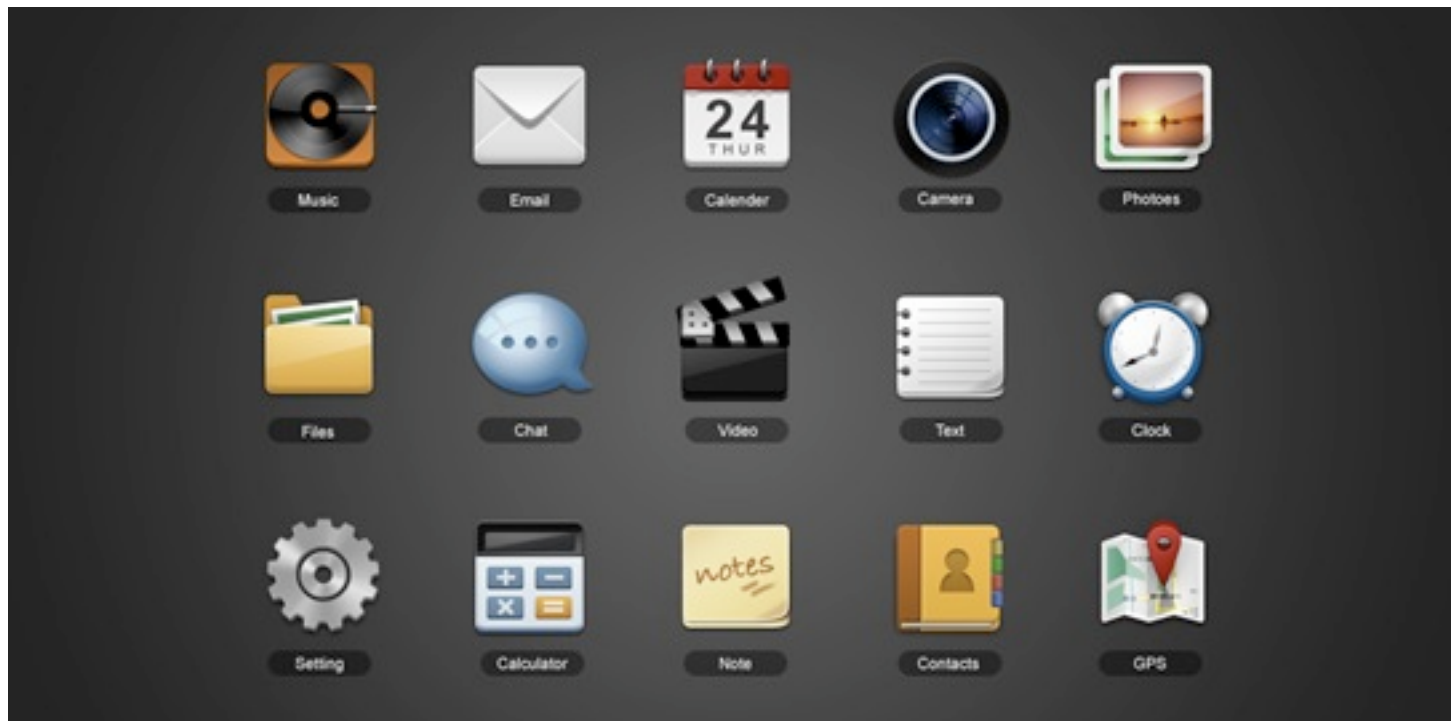 24
THUR
Music Email Calender Camera Photoes
Files Chat Video Text Clock
notes
Setting Calculator Note Contacts GPS